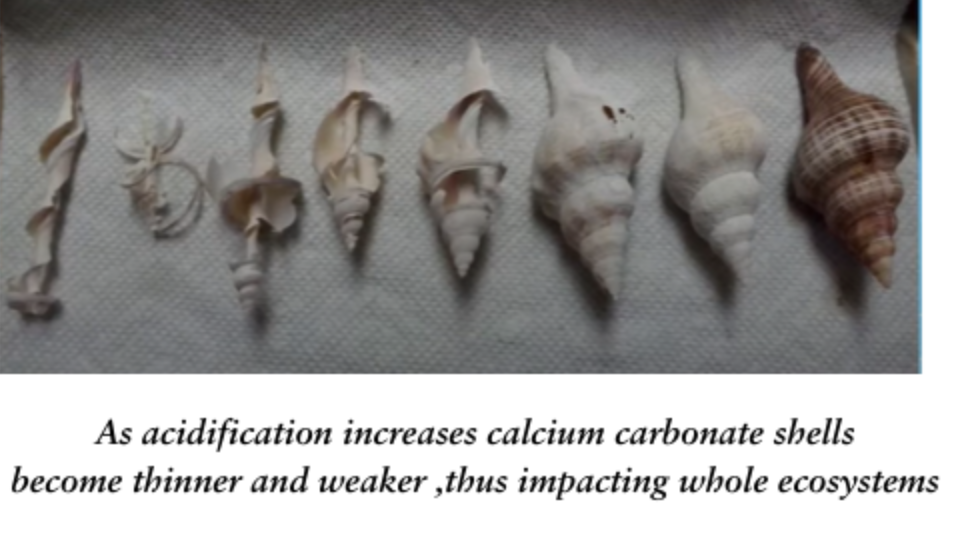 As acidification increases calcium carbonate shells
become thinner and weaker ,thus impacting whole ecosystems